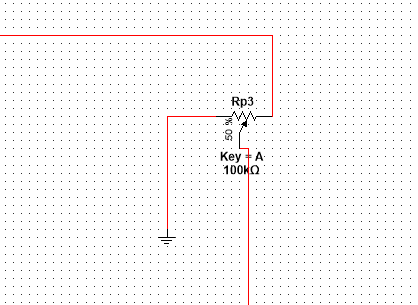 Rp3
50 %
Key = A
100kΩ